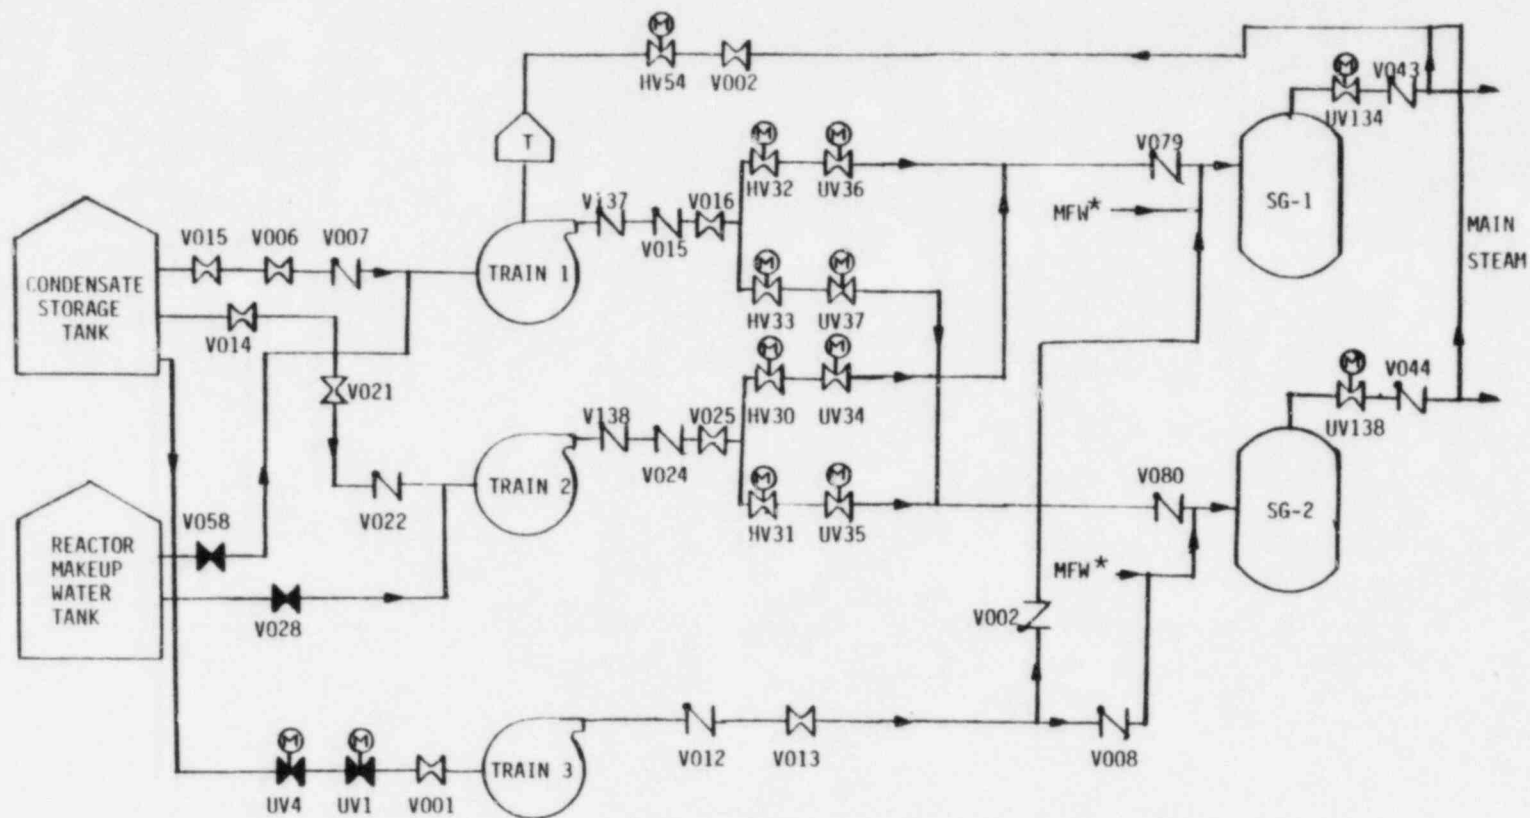 M
HV54
V002
M
UV134
V043
T
M
HV32
M
UV36
V079
MFW*
SG-1
MAIN
STEAM
V137
V015
V016
V015
V006
V007
CONDENSATE
STORAGE
TANK
TRAIN 1
M
HV33
M
UV37
V014
V021
M
HV30
M
UV34
M
UV138
V044
V138
V024
V025
V022
TRAIN 2
M
HV31
M
UV35
V080
SG-2
MFW*
REACTOR
MAKEUP
WATER
TANK
V058
V028
V002
M
UV4
M
UV1
V001
TRAIN 3
V012
V013
V008